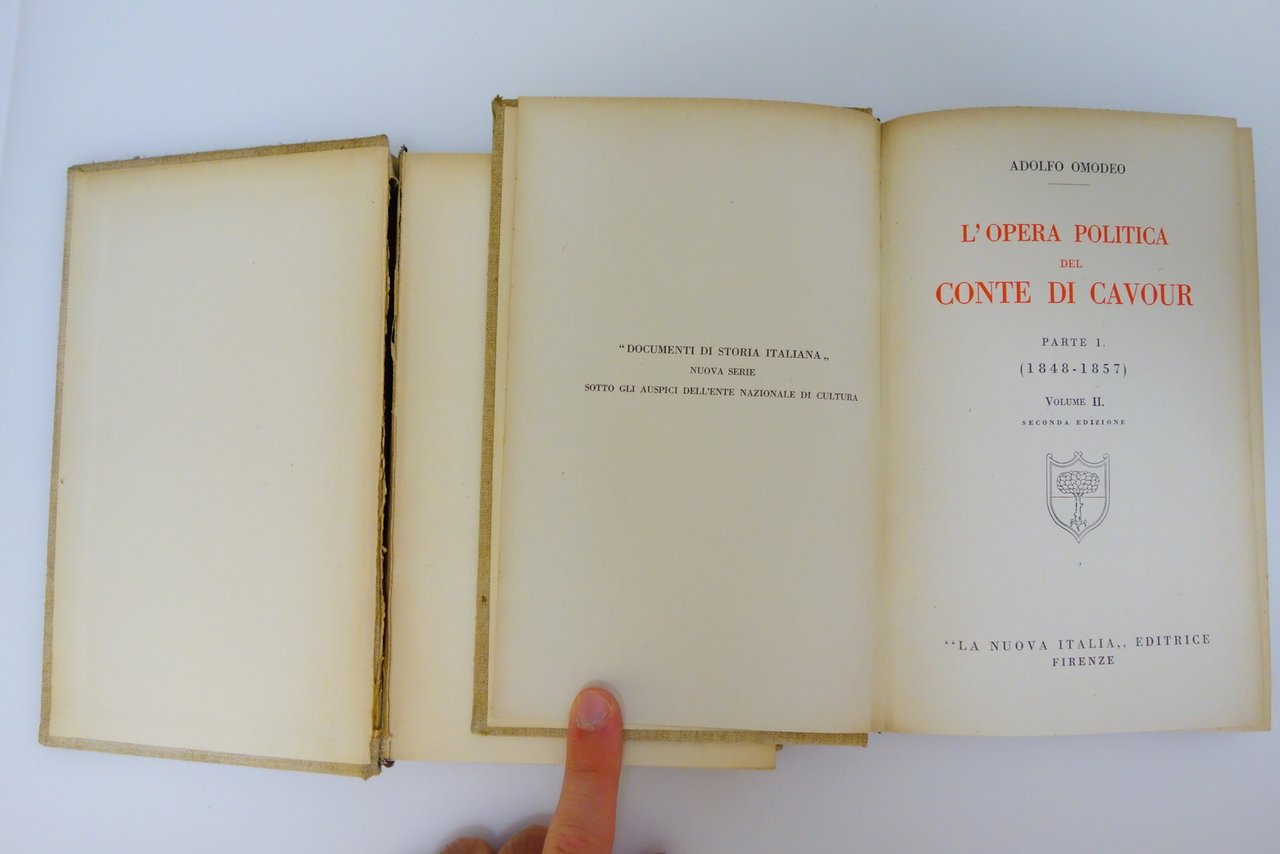 “DOCUMENTI DI STORIA ITALIANA„
NUOVA SERIE
SOTTO GLI AUSPICI DELL'ENTE NAZIONALE DI CULTURA
ADOLFO OMODEO
L'OPERA POLITICA
DEL
CONTE DI CAVOUR
PARTE I.
(1848-1857)
VOLUME II.
SECONDA EDIZIONE
“LA NUOVA ITALIA„ EDITRICE
FIRENZE